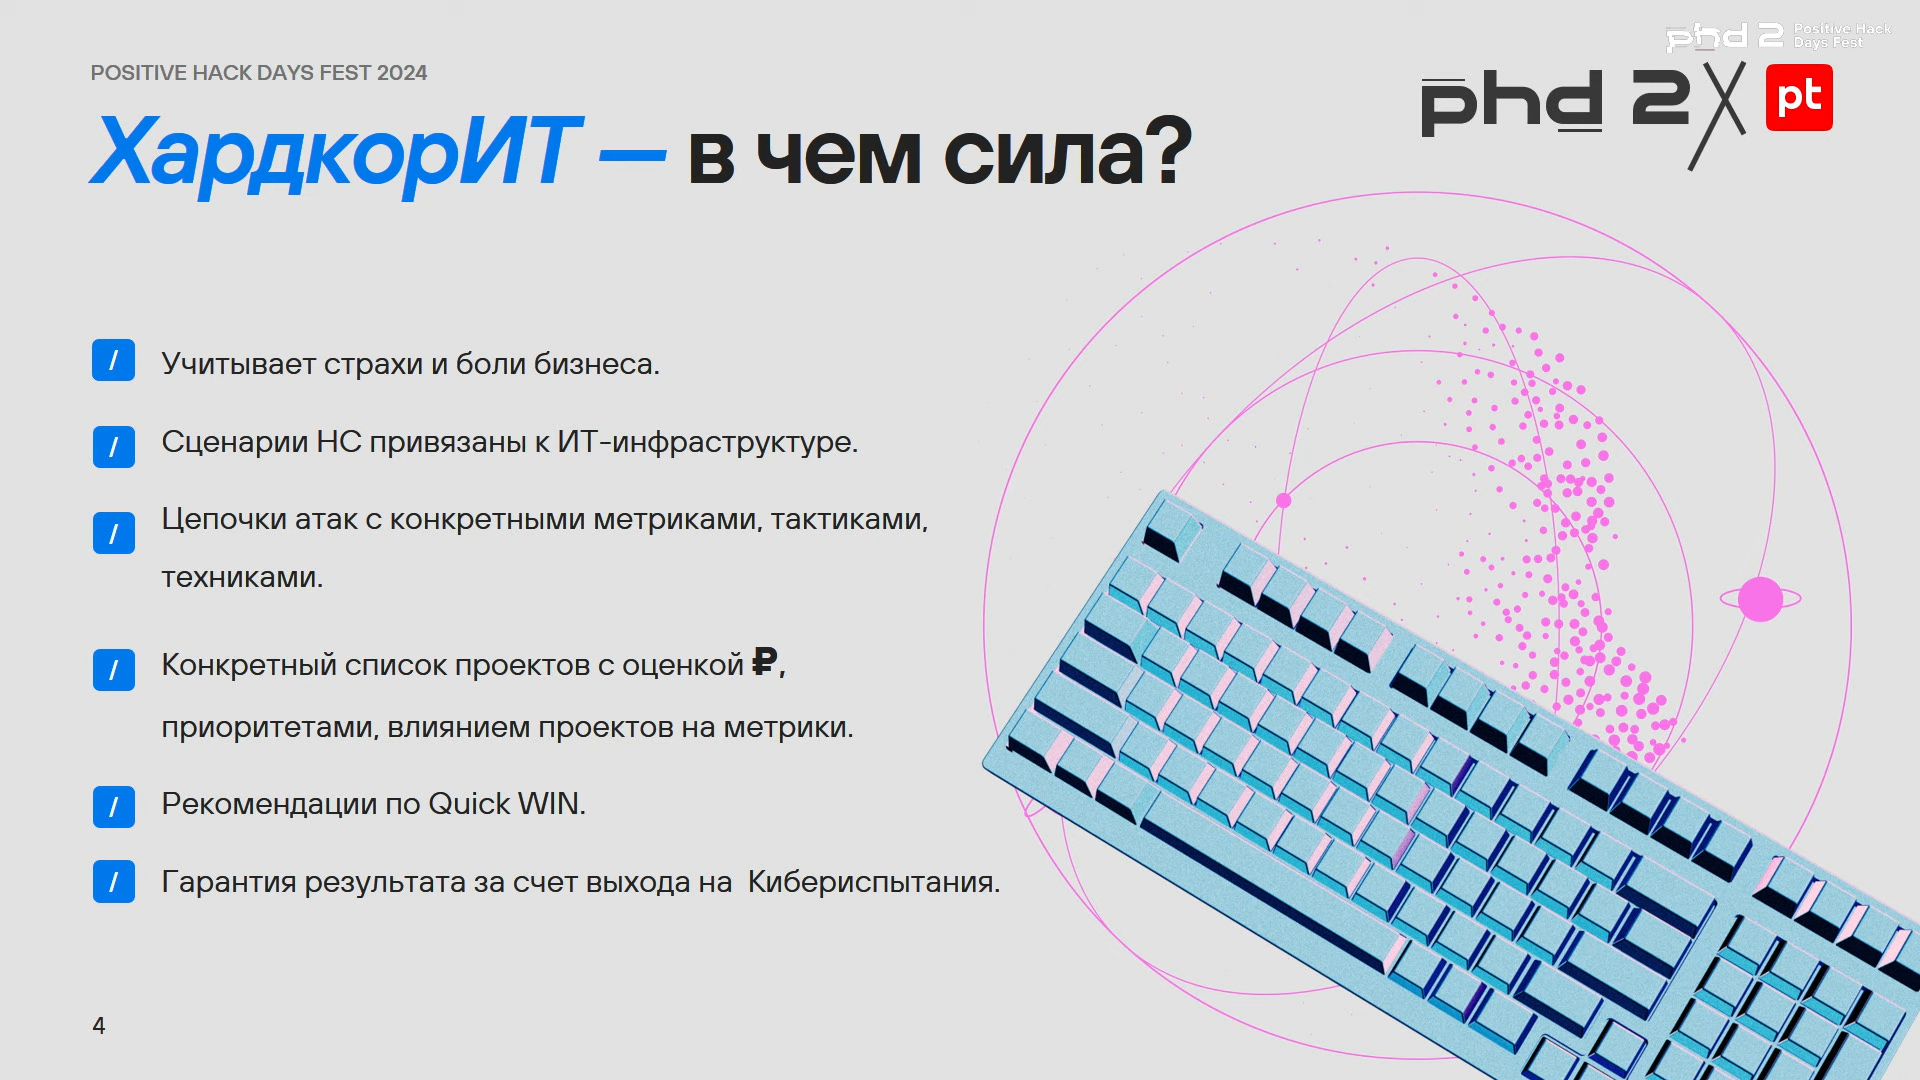 phd 2 Positive Hack
Days Fest
POSITIVE HACK DAYS FEST 2024
phd 2 pt
ХардкорИТ — в чем сила?
/ Учитывает страхи и боли бизнеса.
/ Сценарии НС привязаны к ИТ-инфраструктуре.
/ Цепочки атак с конкретными метриками, тактиками,
техниками.
/ Конкретный список проектов с оценкой ₽,
приоритетами, влиянием проектов на метрики.
/ Рекомендации по Quick WIN.
/ Гарантия результата за счет выхода на  Кибериспытания.
4